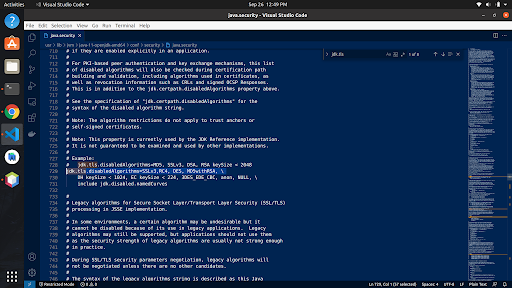 Activities
Visual Studio Code
Sep 26 12:49 PM
java.security - Visual Studio Code
File Edit Selection View Go Run Terminal Help
java.security
usr > lib > jvm > java-11-openjdk-amd64 > conf > security > java.security
710 # if they are enabled explicitly in an application.
711 #
712 # For PKI-based peer authentication and key exchange mechanisms, this list
713 # of disabled algorithms will also be checked during certification path
714 # building and validation, including algorithms used in certificates, as
715 # well as revocation information such as CRLs and signed OCSP Responses.
716 # This is in addition to the jdk.certpath.disabledAlgorithms property above.
717 #
718 # See the specification of "jdk.certpath.disabledAlgorithms" for the
719 # syntax of the disabled algorithm string.
720 #
721 # Note: The algorithm restrictions do not apply to trust anchors or
722 # self-signed certificates.
723 #
724 # Note: This property is currently used by the JDK Reference implementation.
725 # It is not guaranteed to be examined and used by other implementations.
726 #
727 # Example:
728 # jdk.tls.disabledAlgorithms=MD5, SSLv3, DSA, RSA keySize < 2048
729 jdk.tls.disabledAlgorithms=SSLv3,RC4, DES, MD5withRSA, \
730 DH keySize < 1024, EC keySize < 224, 3DES_EDE_CBC, anon, NULL, \
731 include jdk.disabled.namedCurves
732
733 #
734 # Legacy algorithms for Secure Socket Layer/Transport Layer Security (SSL/TLS)
735 # processing in JSSE implementation.
736 #
737 # In some environments, a certain algorithm may be undesirable but it
738 # cannot be disabled because of its use in legacy applications. Legacy
739 # algorithms may still be supported, but applications should not use them
740 # as the security strength of legacy algorithms are usually not strong enough
741 # in practice.
742 #
743 # During SSL/TLS security parameters negotiation, legacy algorithms will
744 # not be negotiated unless there are no other candidates.
745 #
746 # The syntax of the legacy algorithms string is described as this Java
jdk.tls
Restricted Mode
0 0
Ln 729, Col 1 (57 selected)
Spaces: 4
UTF-8
LF
Plain Text